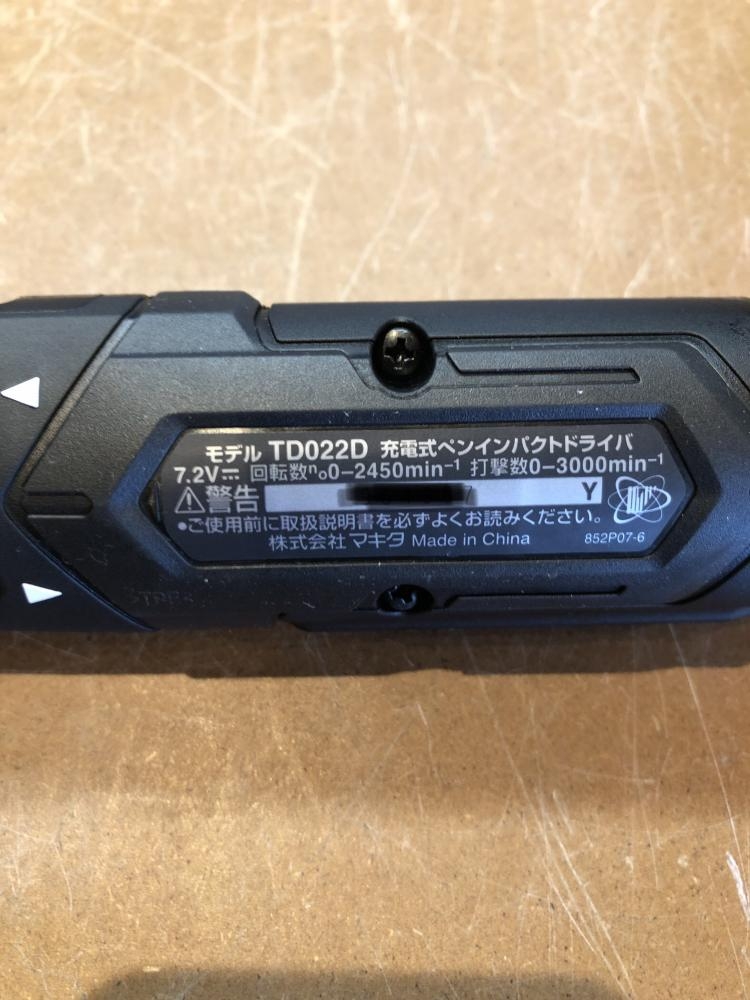 モデル TD022D 充電式ペンインパクトドライバ
7.2V⎓ 回転数ⁿ₀0-2450min⁻¹ 打撃数0-3000min⁻¹
⚠警告 Y
●ご使用前に取扱説明書を必ずよくお読みください。
株式会社マキタ Made in China 852P07-6